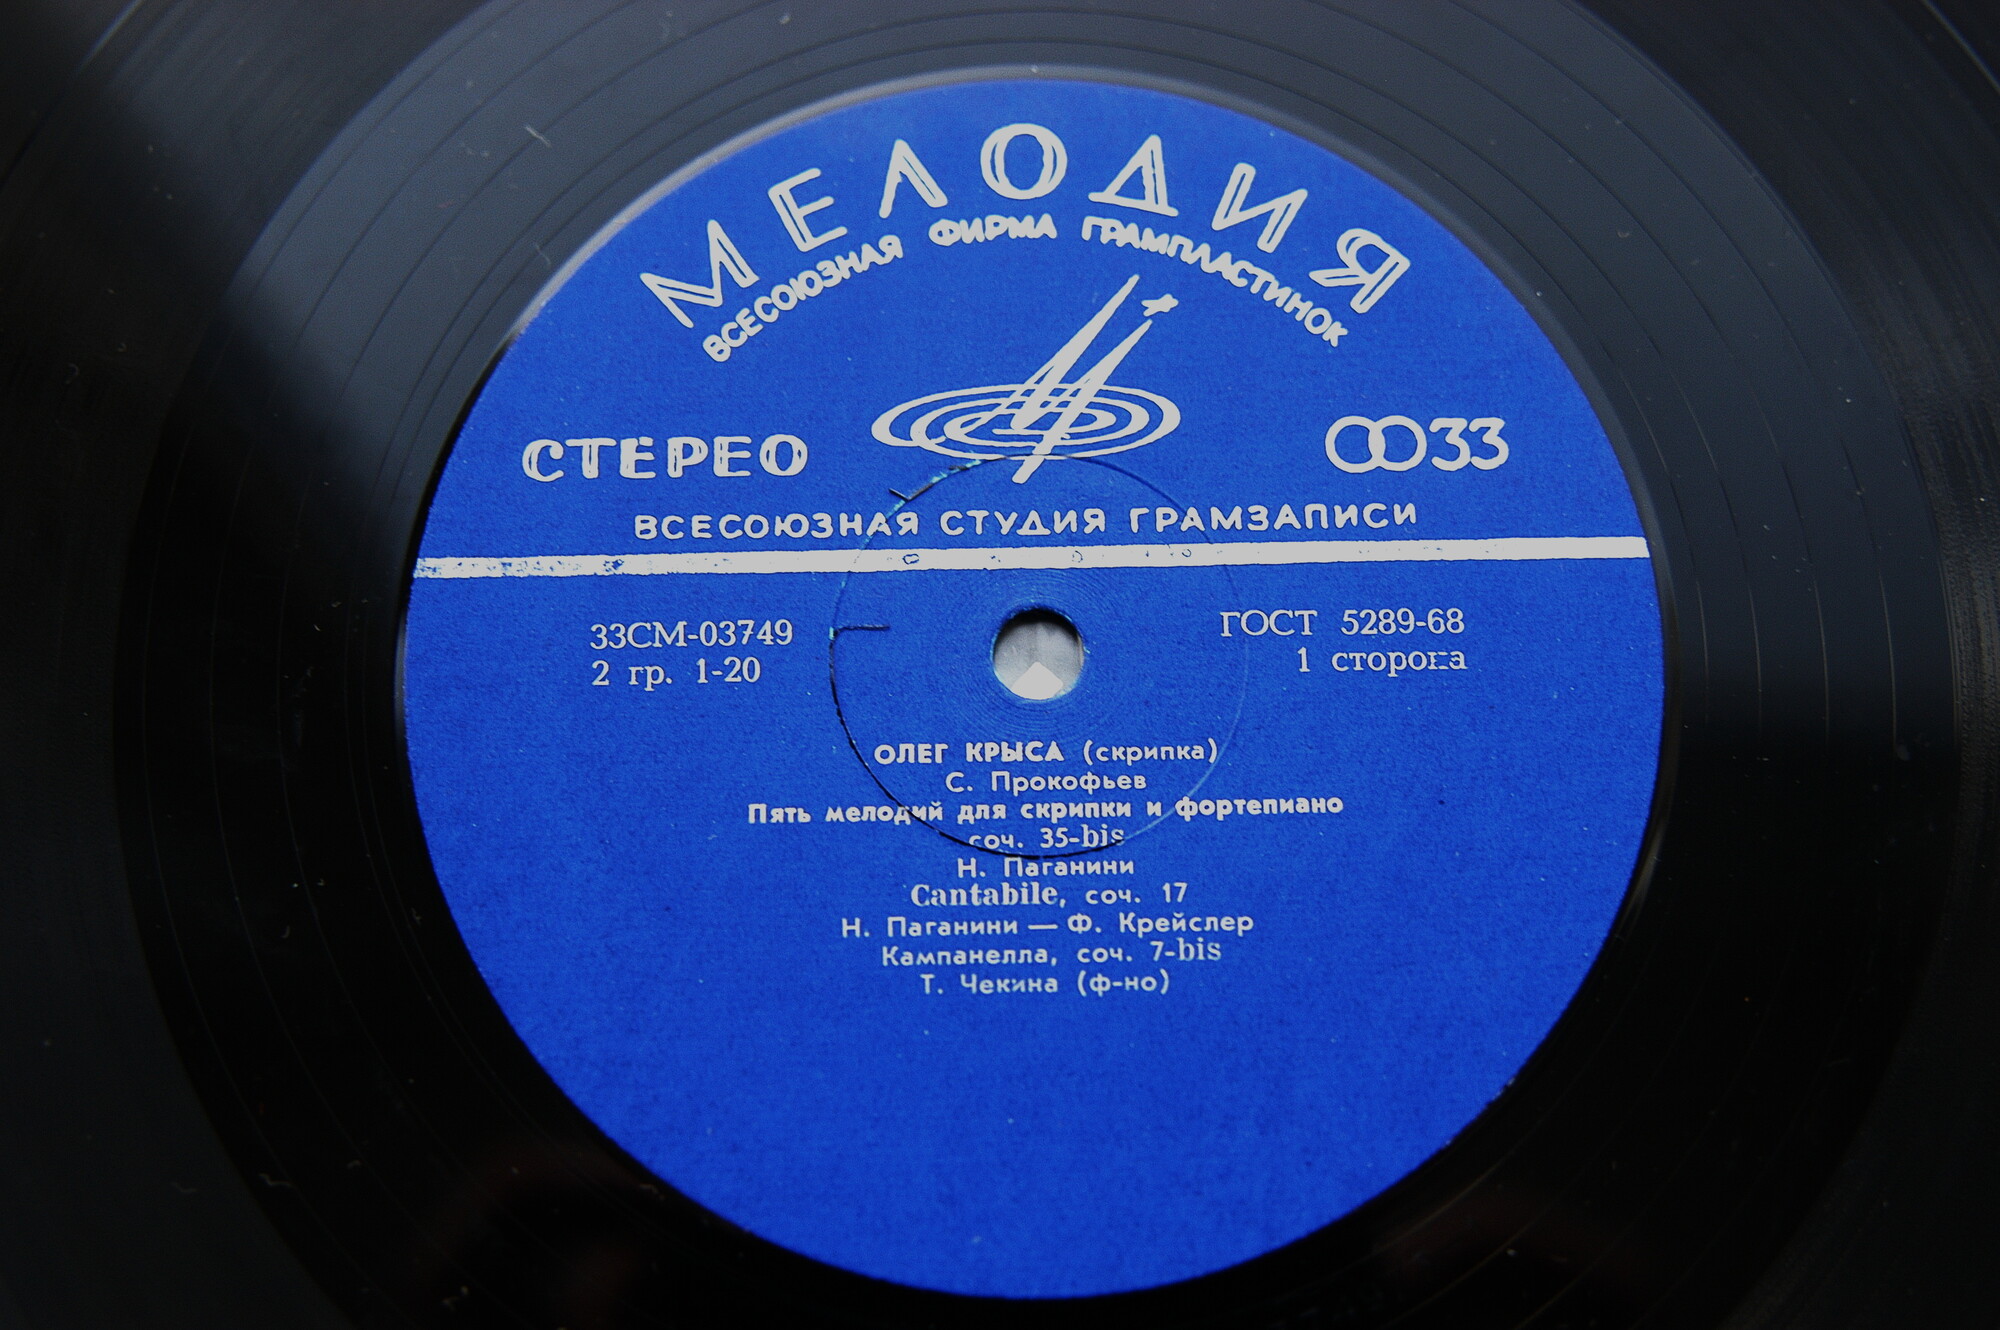 МЕЛОДИЯ
ВСЕСОЮЗНАЯ ФИРМА ГРАМПЛАСТИНОК
СТЕРЕО
33
ВСЕСОЮЗНАЯ СТУДИЯ ГРАМЗАПИСИ
33СМ-03749
2 гр. 1-20
ГОСТ 5289-68
1 сторона
ОЛЕГ КРЫСА (скрипка)
С. Прокофьев
Пять мелодий для скрипки и фортепиано
соч. 35-bis
Н. Паганини
Cantabile, соч. 17
Н. Паганини — Ф. Крейслер
Кампанелла, соч. 7-bis
Т. Чекина (ф-но)